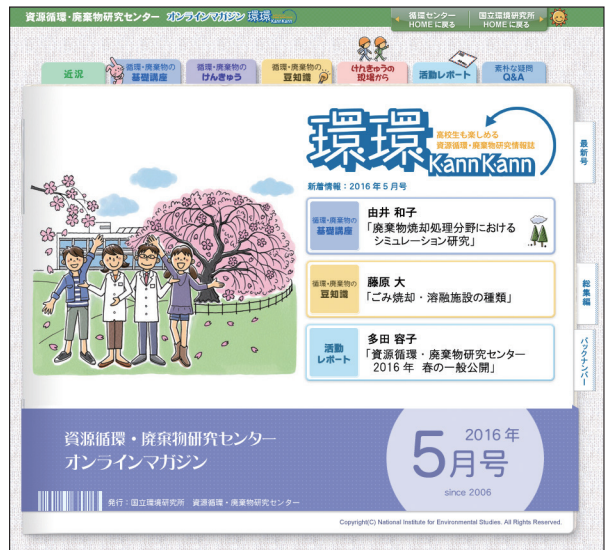 資源循環・廃棄物研究センター オンラインマガジン 環環 KannKann
循環センター
HOMEに戻る
国立環境研究所
HOMEに戻る
近況
循環・廃棄物の
基礎講座
循環・廃棄物の
けんきゅう
循環・廃棄物の
豆知識
けんきゅうの
現場から
活動レポート
素朴な疑問
Q&A
環環
高校生も楽しめる
資源循環・廃棄物研究情報誌
KannKann
最新号
総集編
バックナンバー
新着情報:2016年5月号
循環・廃棄物の
基礎講座
由井 和子
「廃棄物焼却処理分野における
シミュレーション研究」
循環・廃棄物の
豆知識
藤原 大
「ごみ焼却・溶融施設の種類」
活動
レポート
多田 容子
「資源循環・廃棄物研究センター
2016年 春の一般公開」
資源循環・廃棄物研究センター
オンラインマガジン
2016年
5月号
since 2006
発行:国立環境研究所 資源循環・廃棄物研究センター
Copyright(C) National Institute for Environmental Studies. All Rights Reserved.